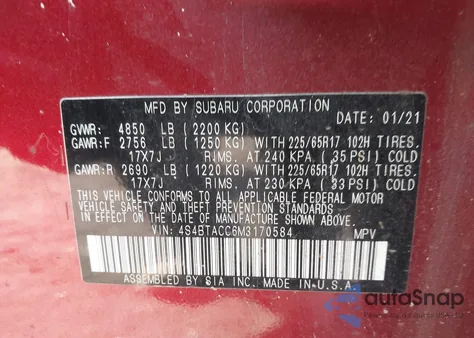 MFD BY SUBARU CORPORATION
DATE: 01/21
GVWR: 4850 LB (2200 KG)
GAWR:F 2756 LB (1250 KG) WITH 225/65R17 102H TIRES.
17X7J RIMS. AT 240 KPA (35 PSI) COLD
GAWR:R 2690 LB (1220 KG) WITH 225/65R17 102H TIRES.
17X7J RIMS. AT 230 KPA (33 PSI) COLD
THIS VEHICLE CONFORMS TO ALL APPLICABLE FEDERAL MOTOR
VEHICLE SAFETY AND THEFT PREVENTION STANDARDS
IN EFFECT ON THE DATE OF MANUFACTURE SHOWN ABOVE.
VIN: 4S4BTACC6M3170584 MPV
ASSEMBLED BY SIA INC. MADE IN U.S.A.
autoSnap